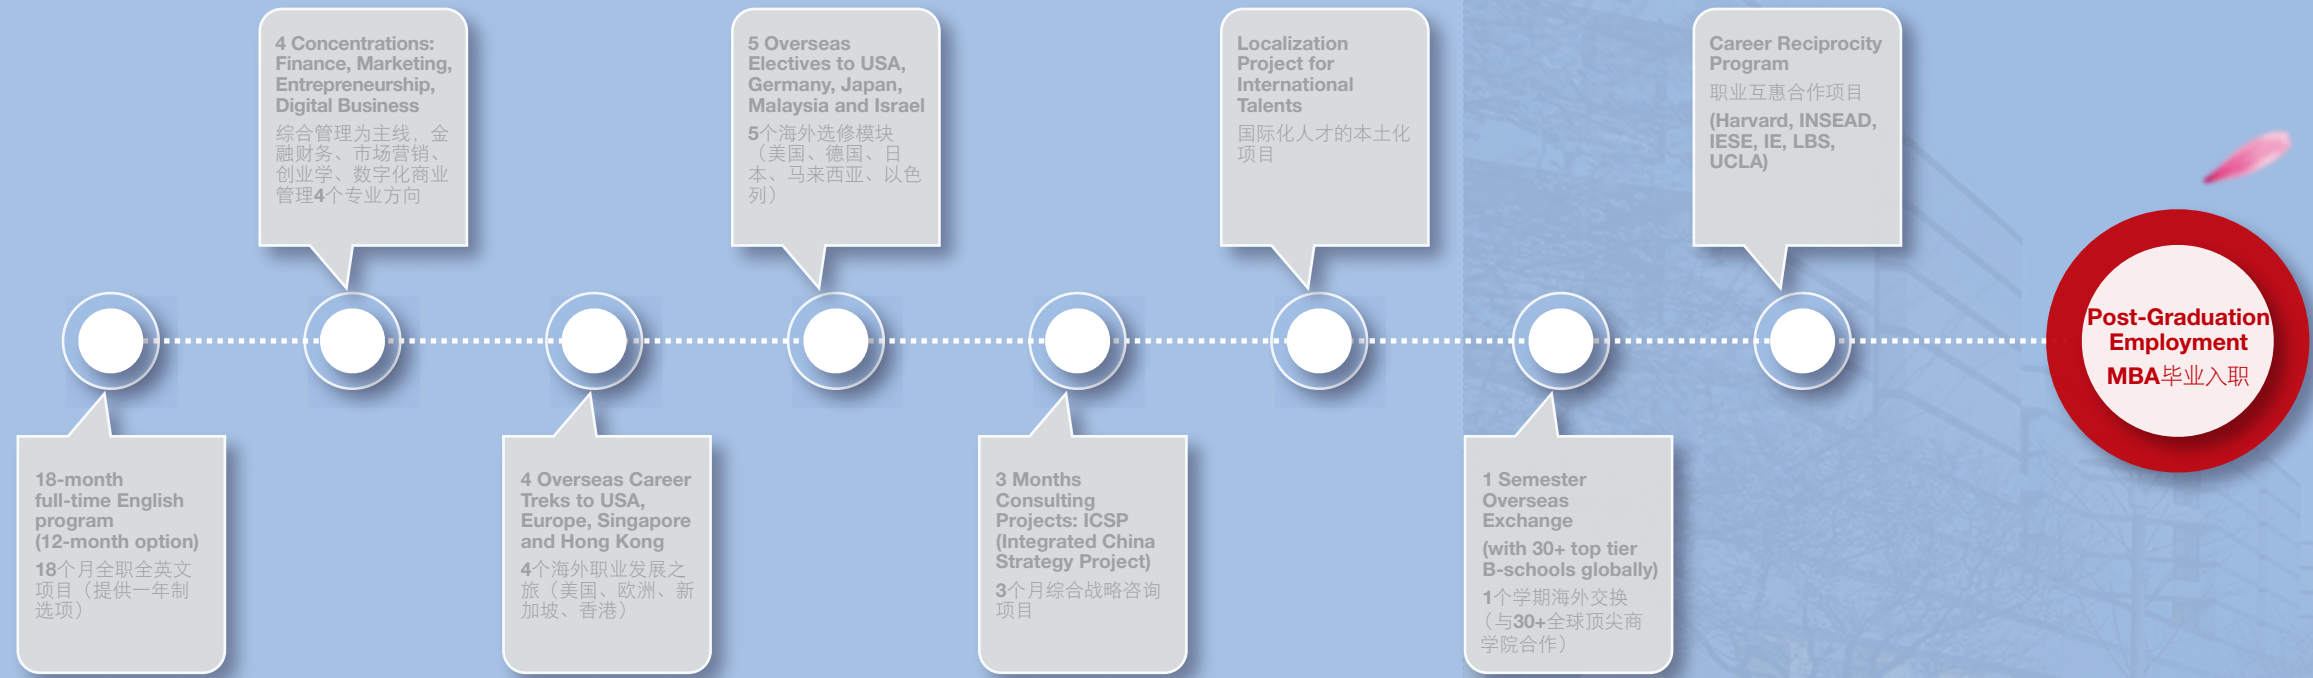 4 Concentrations:
Finance, Marketing,
Entrepreneurship,
Digital Business
综合管理为主线，金
融财务、市场营销、
创业学、数字化商业
管理4个专业方向
5 Overseas
Electives to USA,
Germany, Japan,
Malaysia and Israel
5个海外选修模块
（美国、德国、日
本、马来西亚、以色
列）
Localization
Project for
International
Talents
国际化人才的本土化
项目
Career Reciprocity
Program
职业互惠合作项目
(Harvard, INSEAD,
IESE, IE, LBS,
UCLA)
Post-Graduation
Employment
MBA毕业入职
18-month
full-time English
program
(12-month option)
18个月全职全英文
项目（提供一年制
选项）
4 Overseas Career
Treks to USA,
Europe, Singapore
and Hong Kong
4个海外职业发展之
旅（美国、欧洲、新
加坡、香港）
3 Months
Consulting
Projects: ICSP
(Integrated China
Strategy Project)
3个月综合战略咨询
项目
1 Semester
Overseas
Exchange
(with 30+ top tier
B-schools globally)
1个学期海外交换
（与30+全球顶尖商
学院合作）